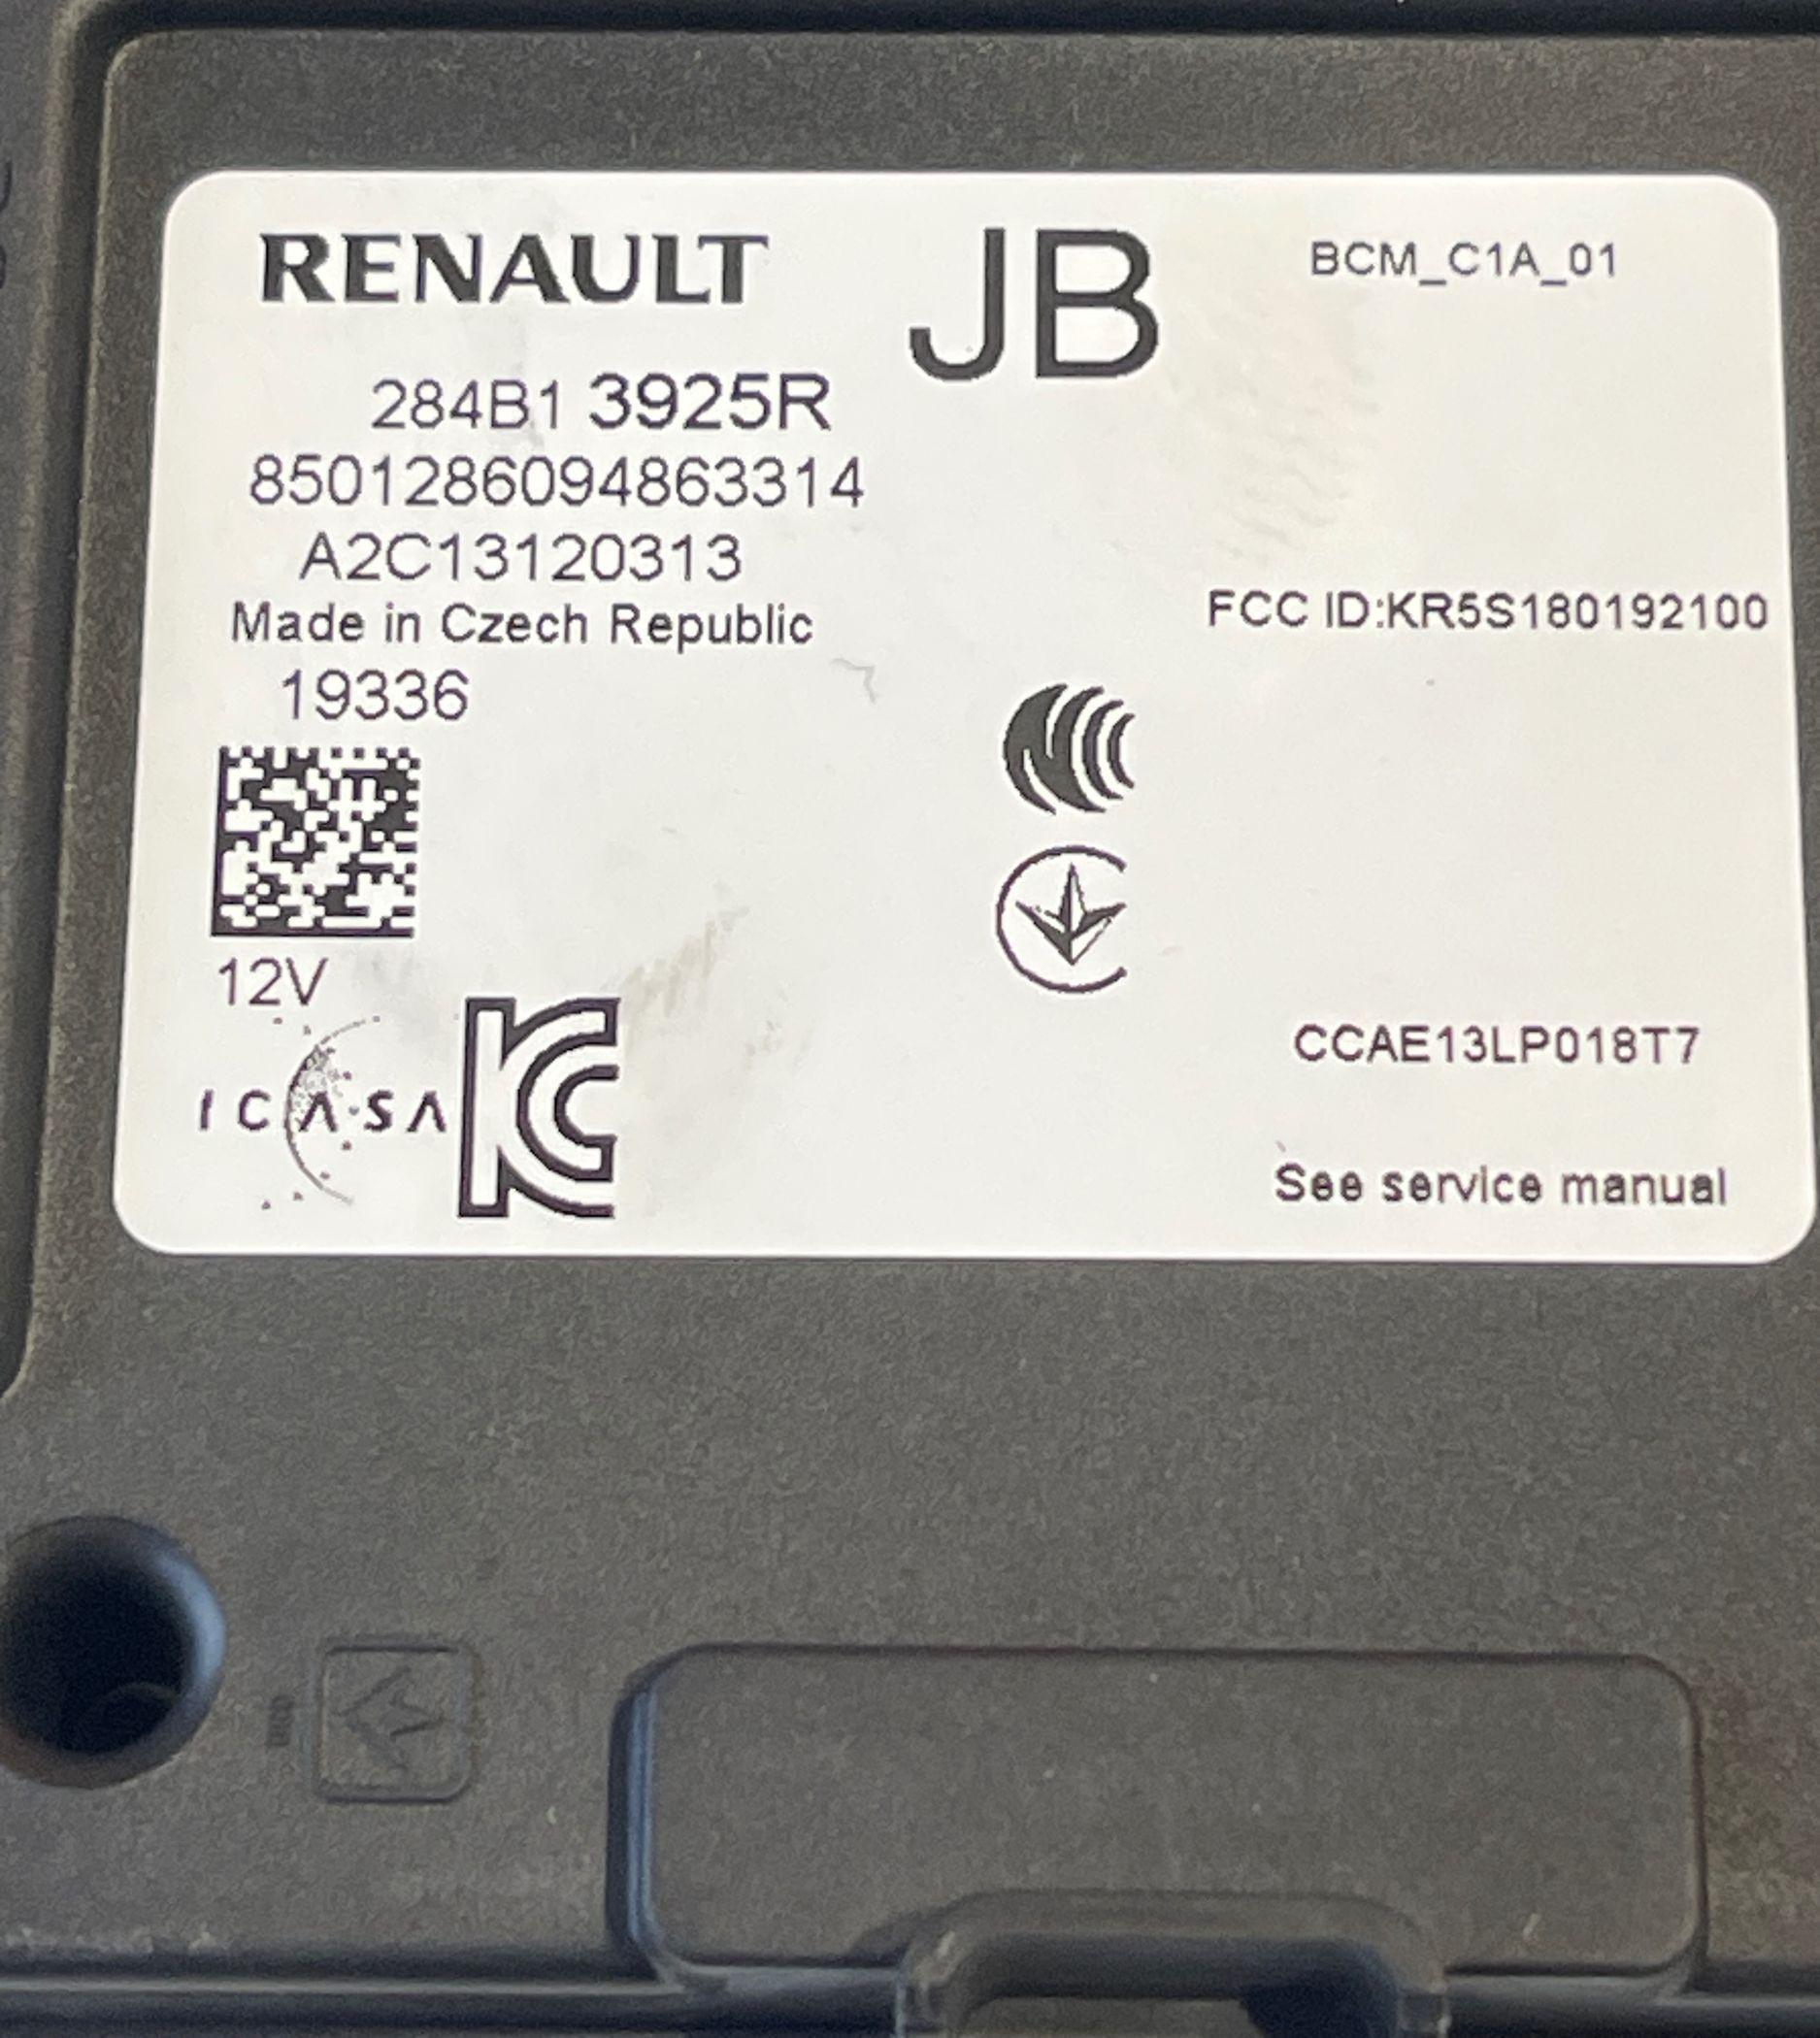 RENAULT
JB
BCM_C1A_01
284B1 3925R
8501286094863314
A2C13120313
Made in Czech Republic
FCC ID:KR5S180192100
19336
12V
ICASA
CCAE13LP018T7
See service manual